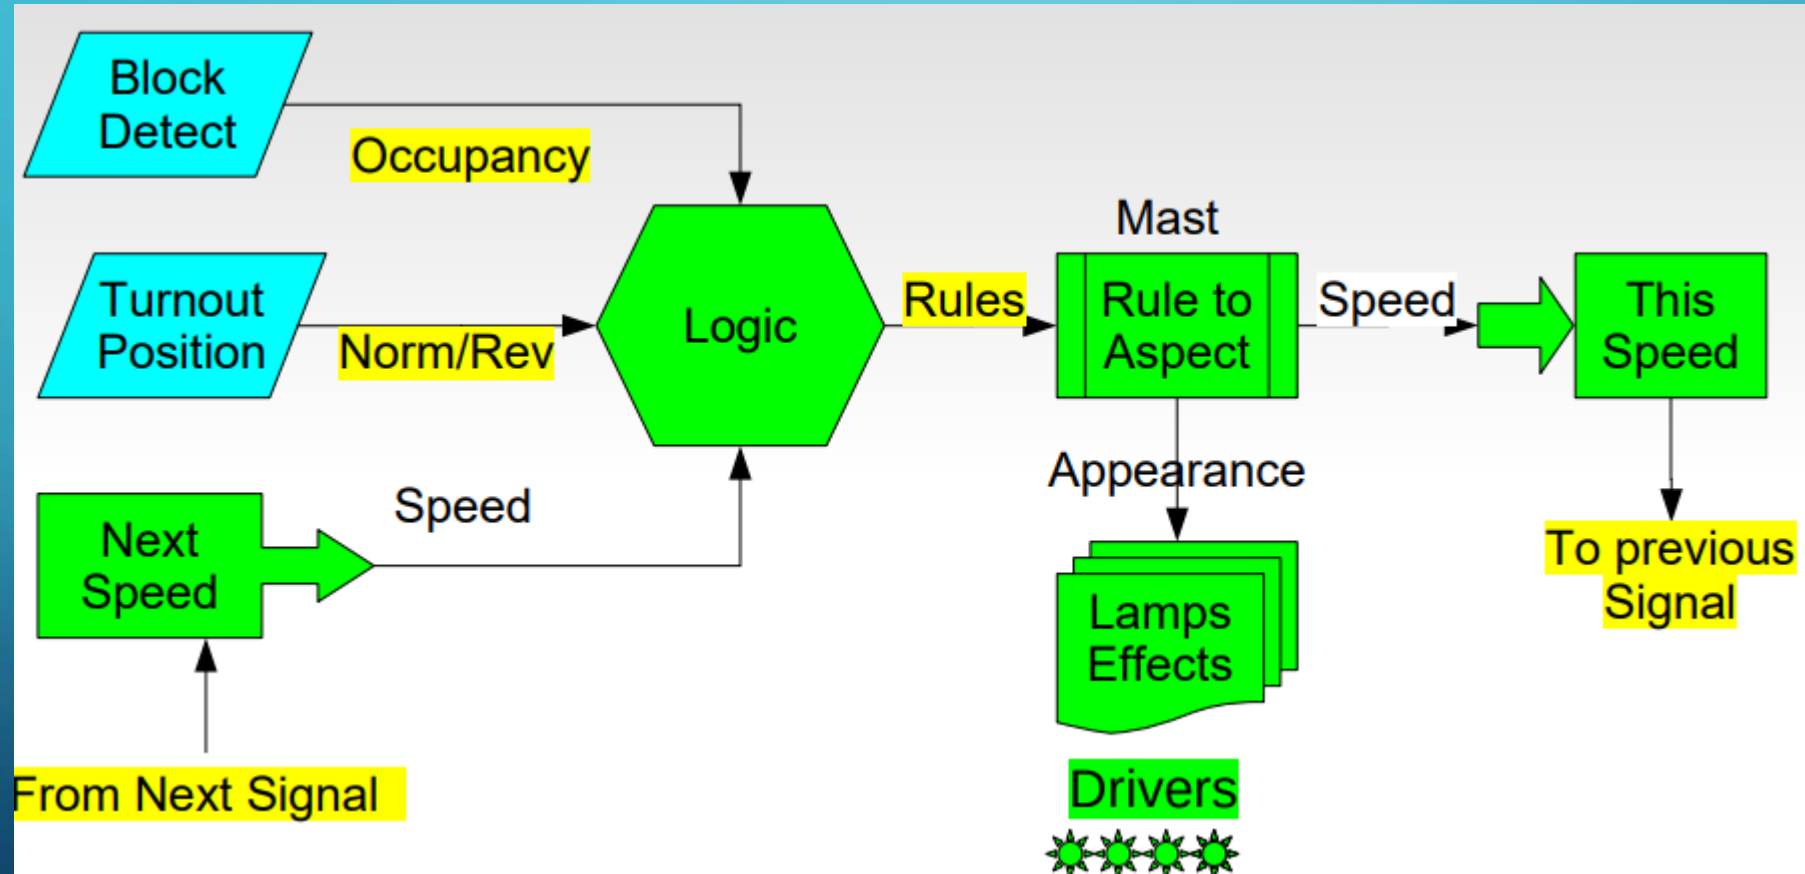 Block
Detect
Occupancy
Turnout
Position
Norm/Rev
Logic
Rules
Mast
Rule to
Aspect
Speed
This
Speed
Appearance
Next
Speed
Speed
Lamps
Effects
To previous
Signal
From Next Signal
Drivers